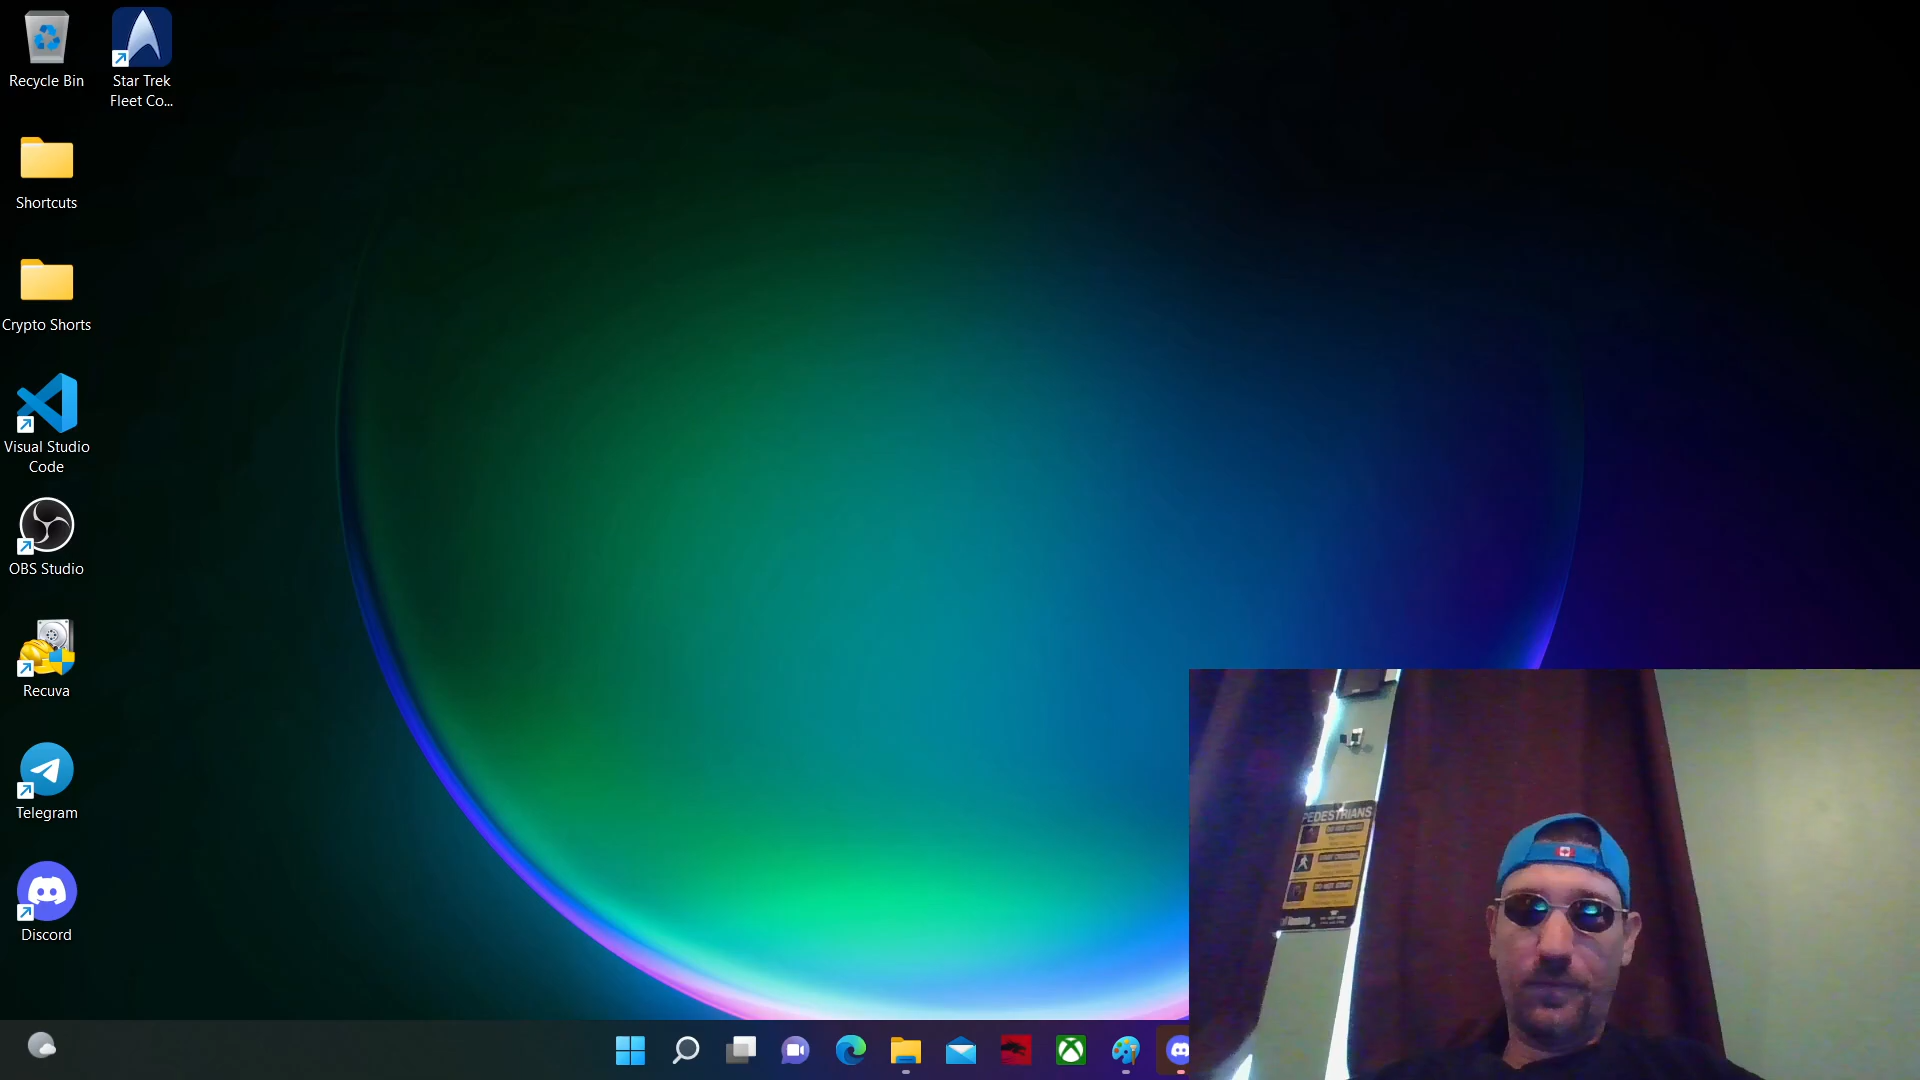 Recycle Bin
Star Trek
Fleet Co...
Shortcuts
Crypto Shorts
Visual Studio
Code
OBS Studio
Recuva
Telegram
Discord
PEDESTRIANS